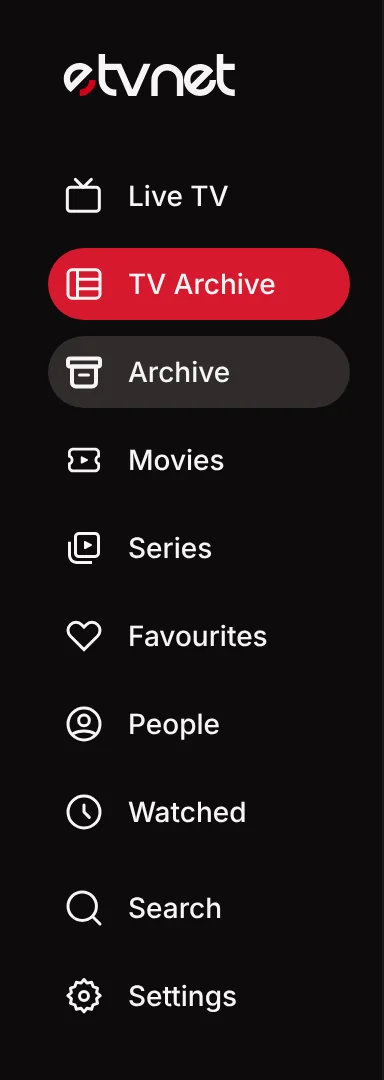 etvnet
Live TV
TV Archive
Archive
Movies
Series
Favourites
People
Watched
Search
Settings